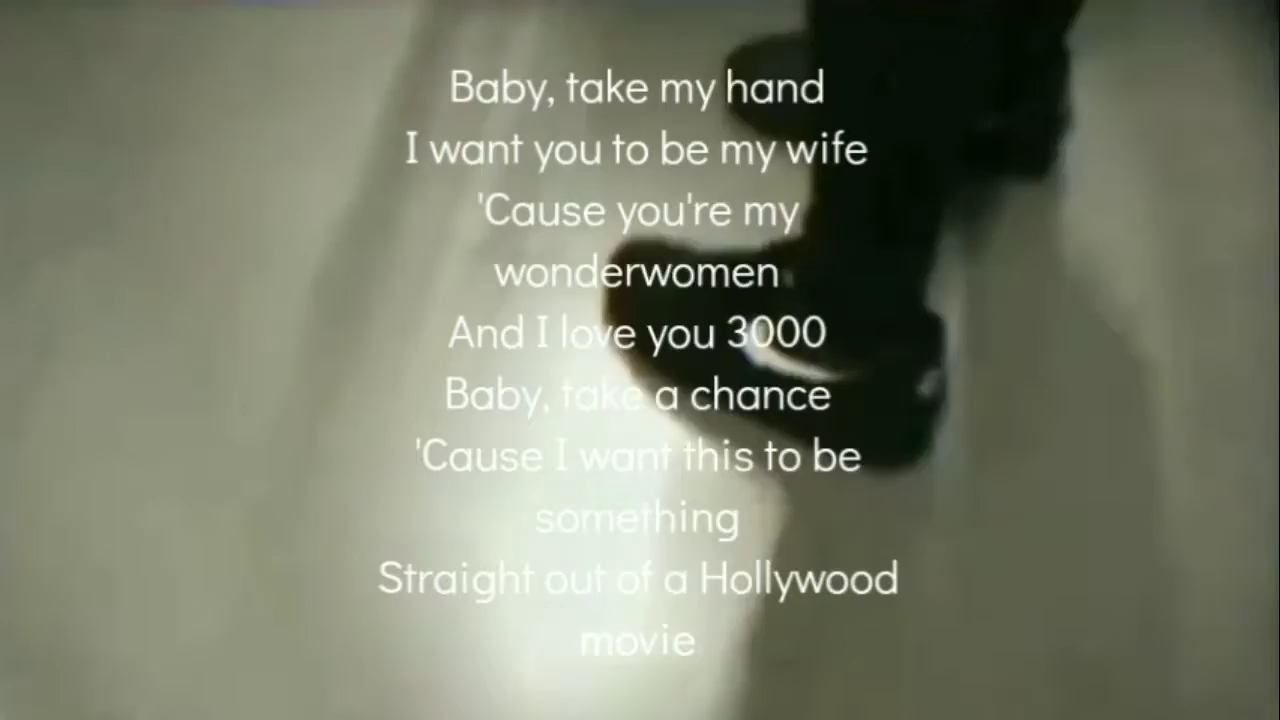 Baby, take my hand
I want you to be my wife
'Cause you're my
wonderwomen
And I love you 3000
Baby, take a chance
'Cause I want this to be
something
Straight out of a Hollywood
movie